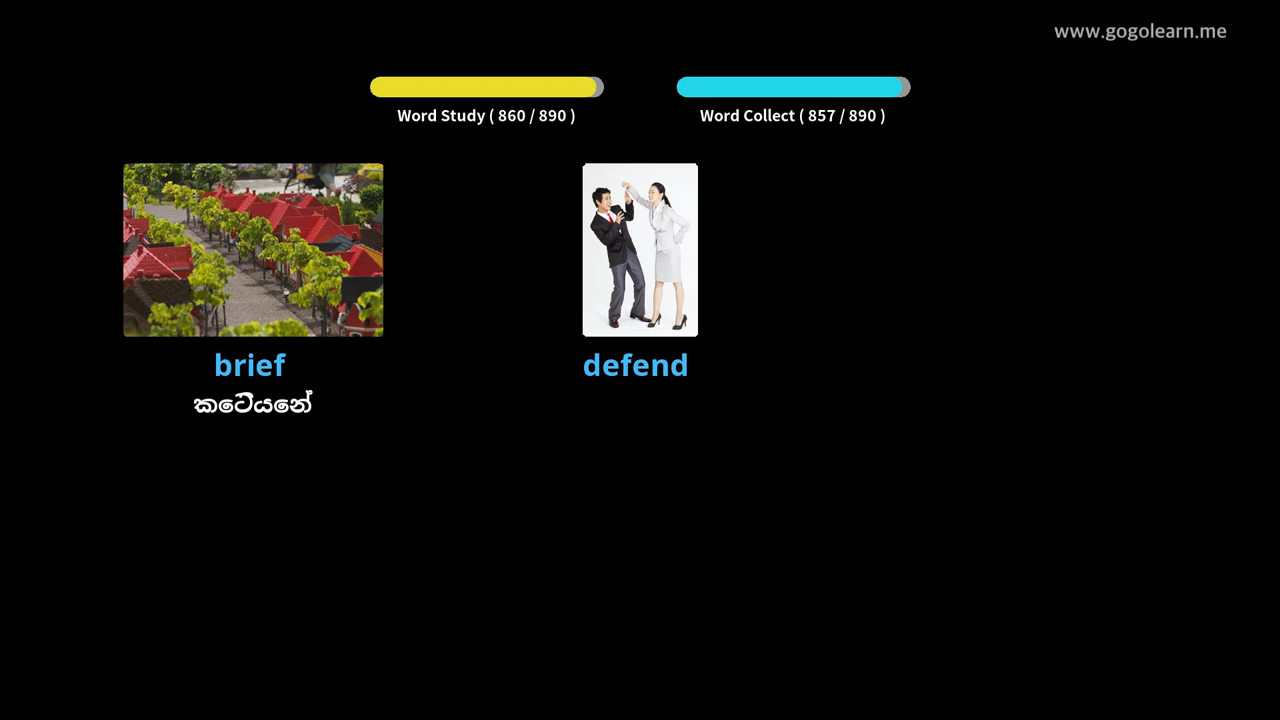 www.gogolearn.me
Word Study ( 860 / 890 )
Word Collect ( 857 / 890 )
brief
කටෙියනේ
defend